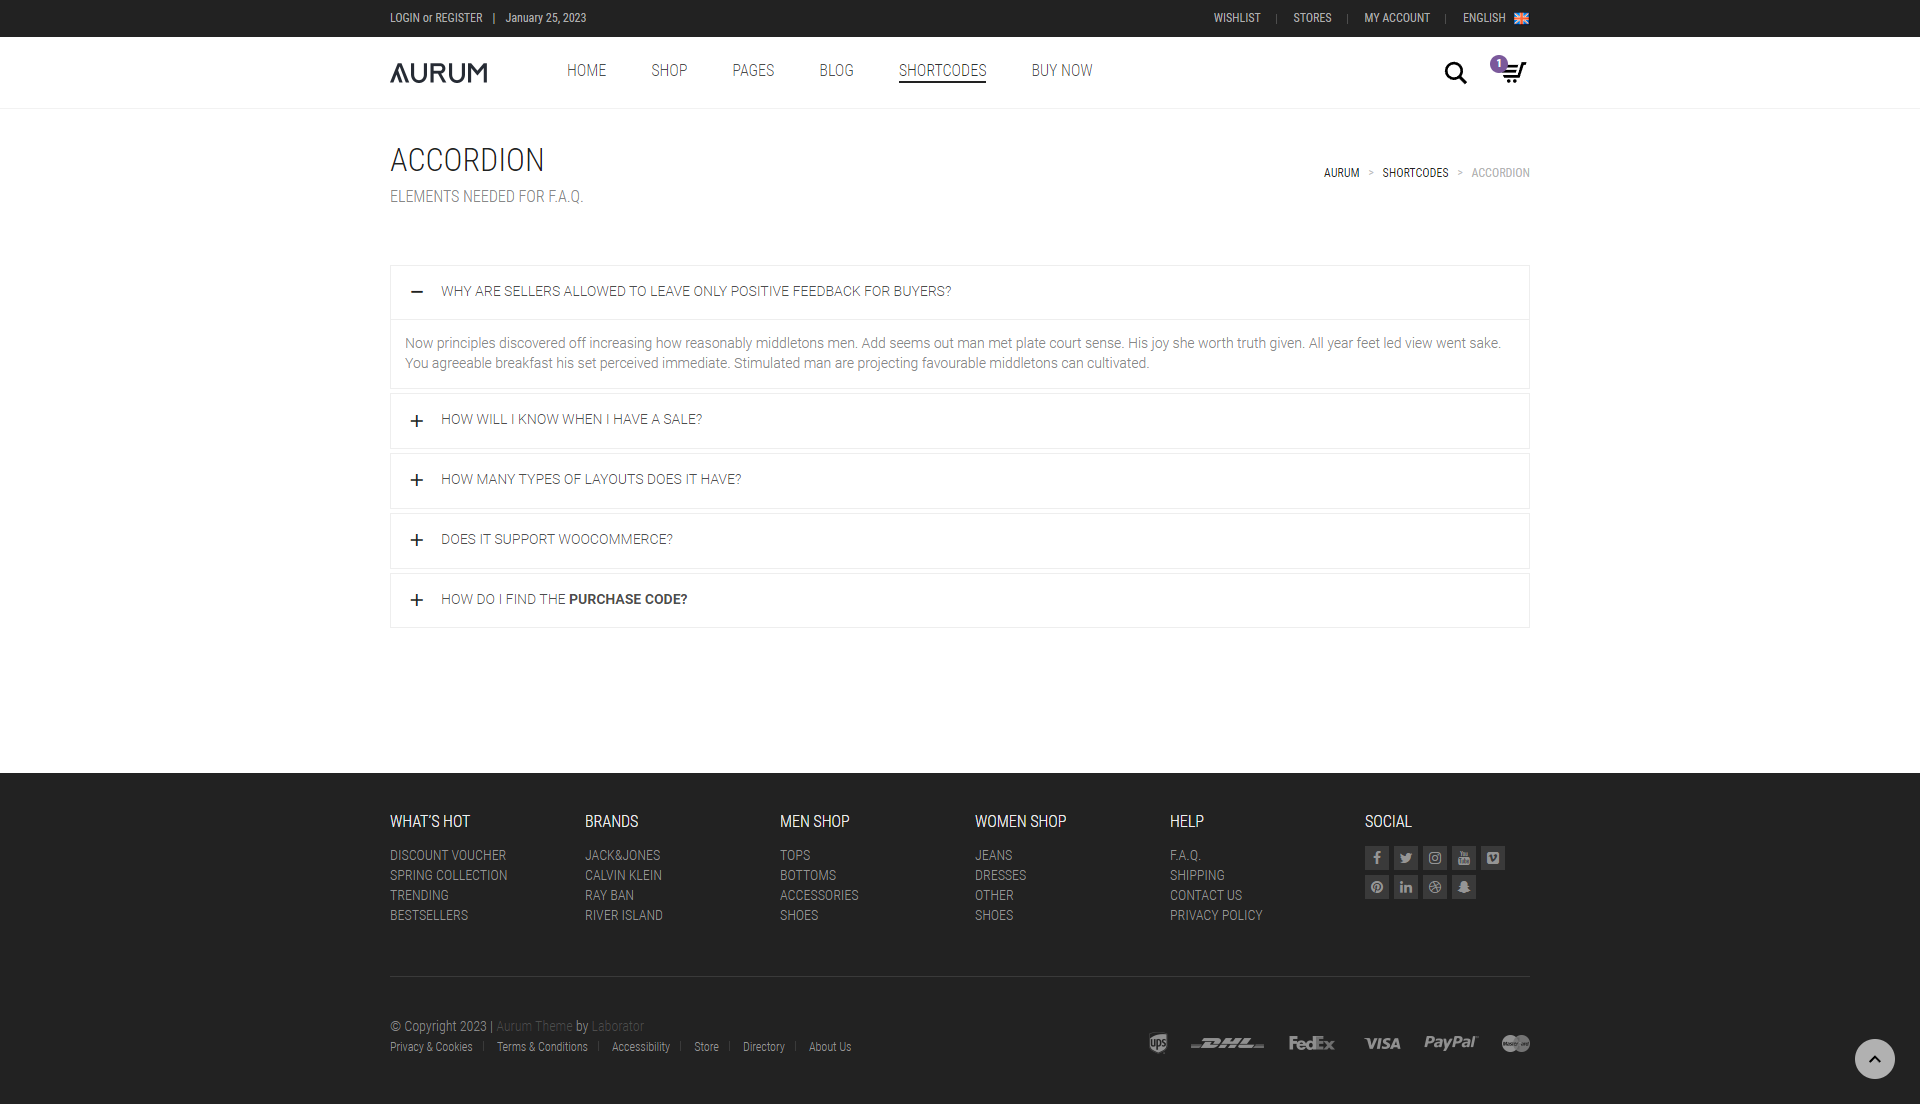 LOGIN or REGISTER | January 25, 2023
WISHLIST | STORES | MY ACCOUNT | ENGLISH
AURUM
HOME SHOP PAGES BLOG SHORTCODES BUY NOW
1
ACCORDION
ELEMENTS NEEDED FOR F.A.Q.
AURUM > SHORTCODES > ACCORDION
WHY ARE SELLERS ALLOWED TO LEAVE ONLY POSITIVE FEEDBACK FOR BUYERS?
Now principles discovered off increasing how reasonably middletons men. Add seems out man met plate court sense. His joy she worth truth given. All year feet led view went sake.
You agreeable breakfast his set perceived immediate. Stimulated man are projecting favourable middletons can cultivated.
HOW WILL I KNOW WHEN I HAVE A SALE?
HOW MANY TYPES OF LAYOUTS DOES IT HAVE?
DOES IT SUPPORT WOOCOMMERCE?
HOW DO I FIND THE PURCHASE CODE?
WHAT'S HOT
DISCOUNT VOUCHER
SPRING COLLECTION
TRENDING
BESTSELLERS
BRANDS
JACK&JONES
CALVIN KLEIN
RAY BAN
RIVER ISLAND
MEN SHOP
TOPS
BOTTOMS
ACCESSORIES
SHOES
WOMEN SHOP
JEANS
DRESSES
OTHER
SHOES
HELP
F.A.Q.
SHIPPING
CONTACT US
PRIVACY POLICY
SOCIAL
© Copyright 2023 | Aurum Theme by Laborator
Privacy & Cookies | Terms & Conditions | Accessibility | Store | Directory | About Us
ups DHL FedEx VISA PayPal MasterCard